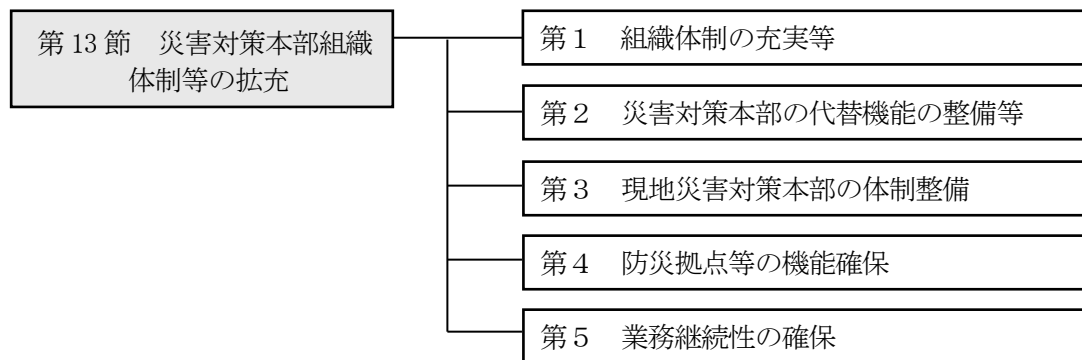 第13節　災害対策本部組織
体制等の拡充
第１　組織体制の充実等
第２　災害対策本部の代替機能の整備等
第３　現地災害対策本部の体制整備
第４　防災拠点等の機能確保
第５　業務継続性の確保